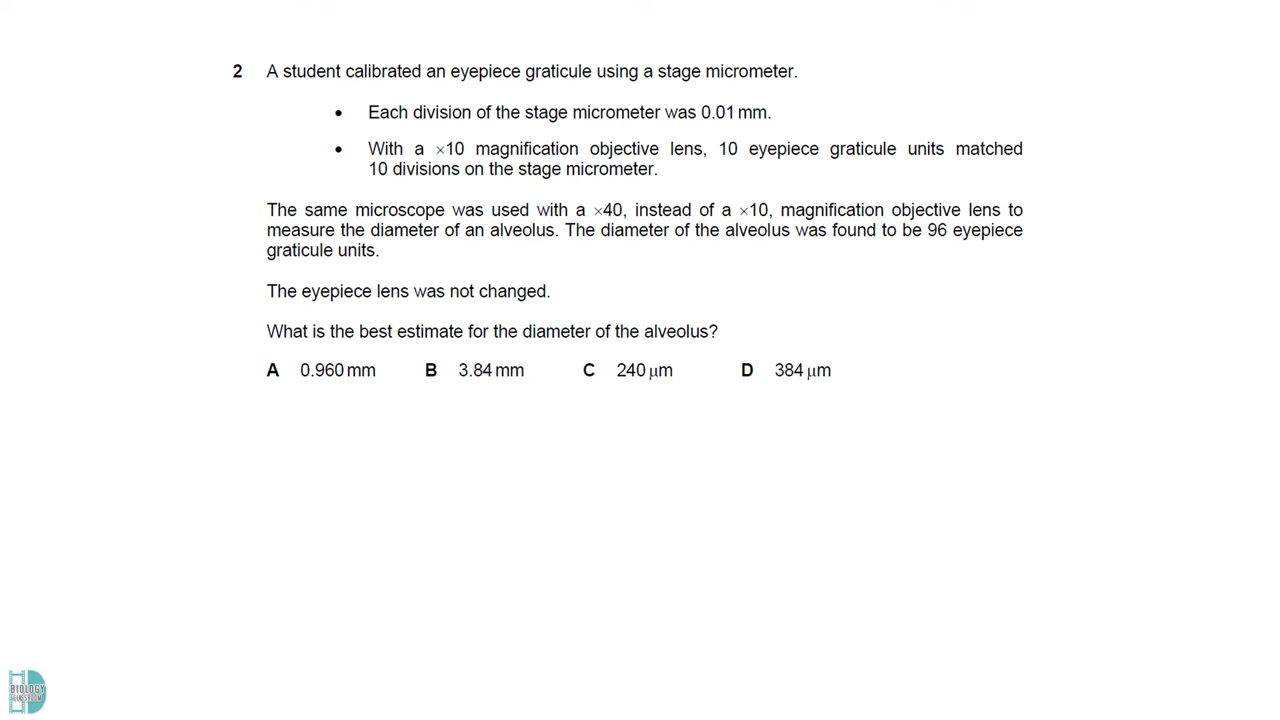 2 A student calibrated an eyepiece graticule using a stage micrometer.
• Each division of the stage micrometer was 0.01 mm.
• With a ×10 magnification objective lens, 10 eyepiece graticule units matched
10 divisions on the stage micrometer.
The same microscope was used with a ×40, instead of a ×10, magnification objective lens to
measure the diameter of an alveolus. The diameter of the alveolus was found to be 96 eyepiece
graticule units.
The eyepiece lens was not changed.
What is the best estimate for the diameter of the alveolus?
A 0.960 mm B 3.84 mm C 240 μm D 384 μm
BIOLOGY
CLASSROOM